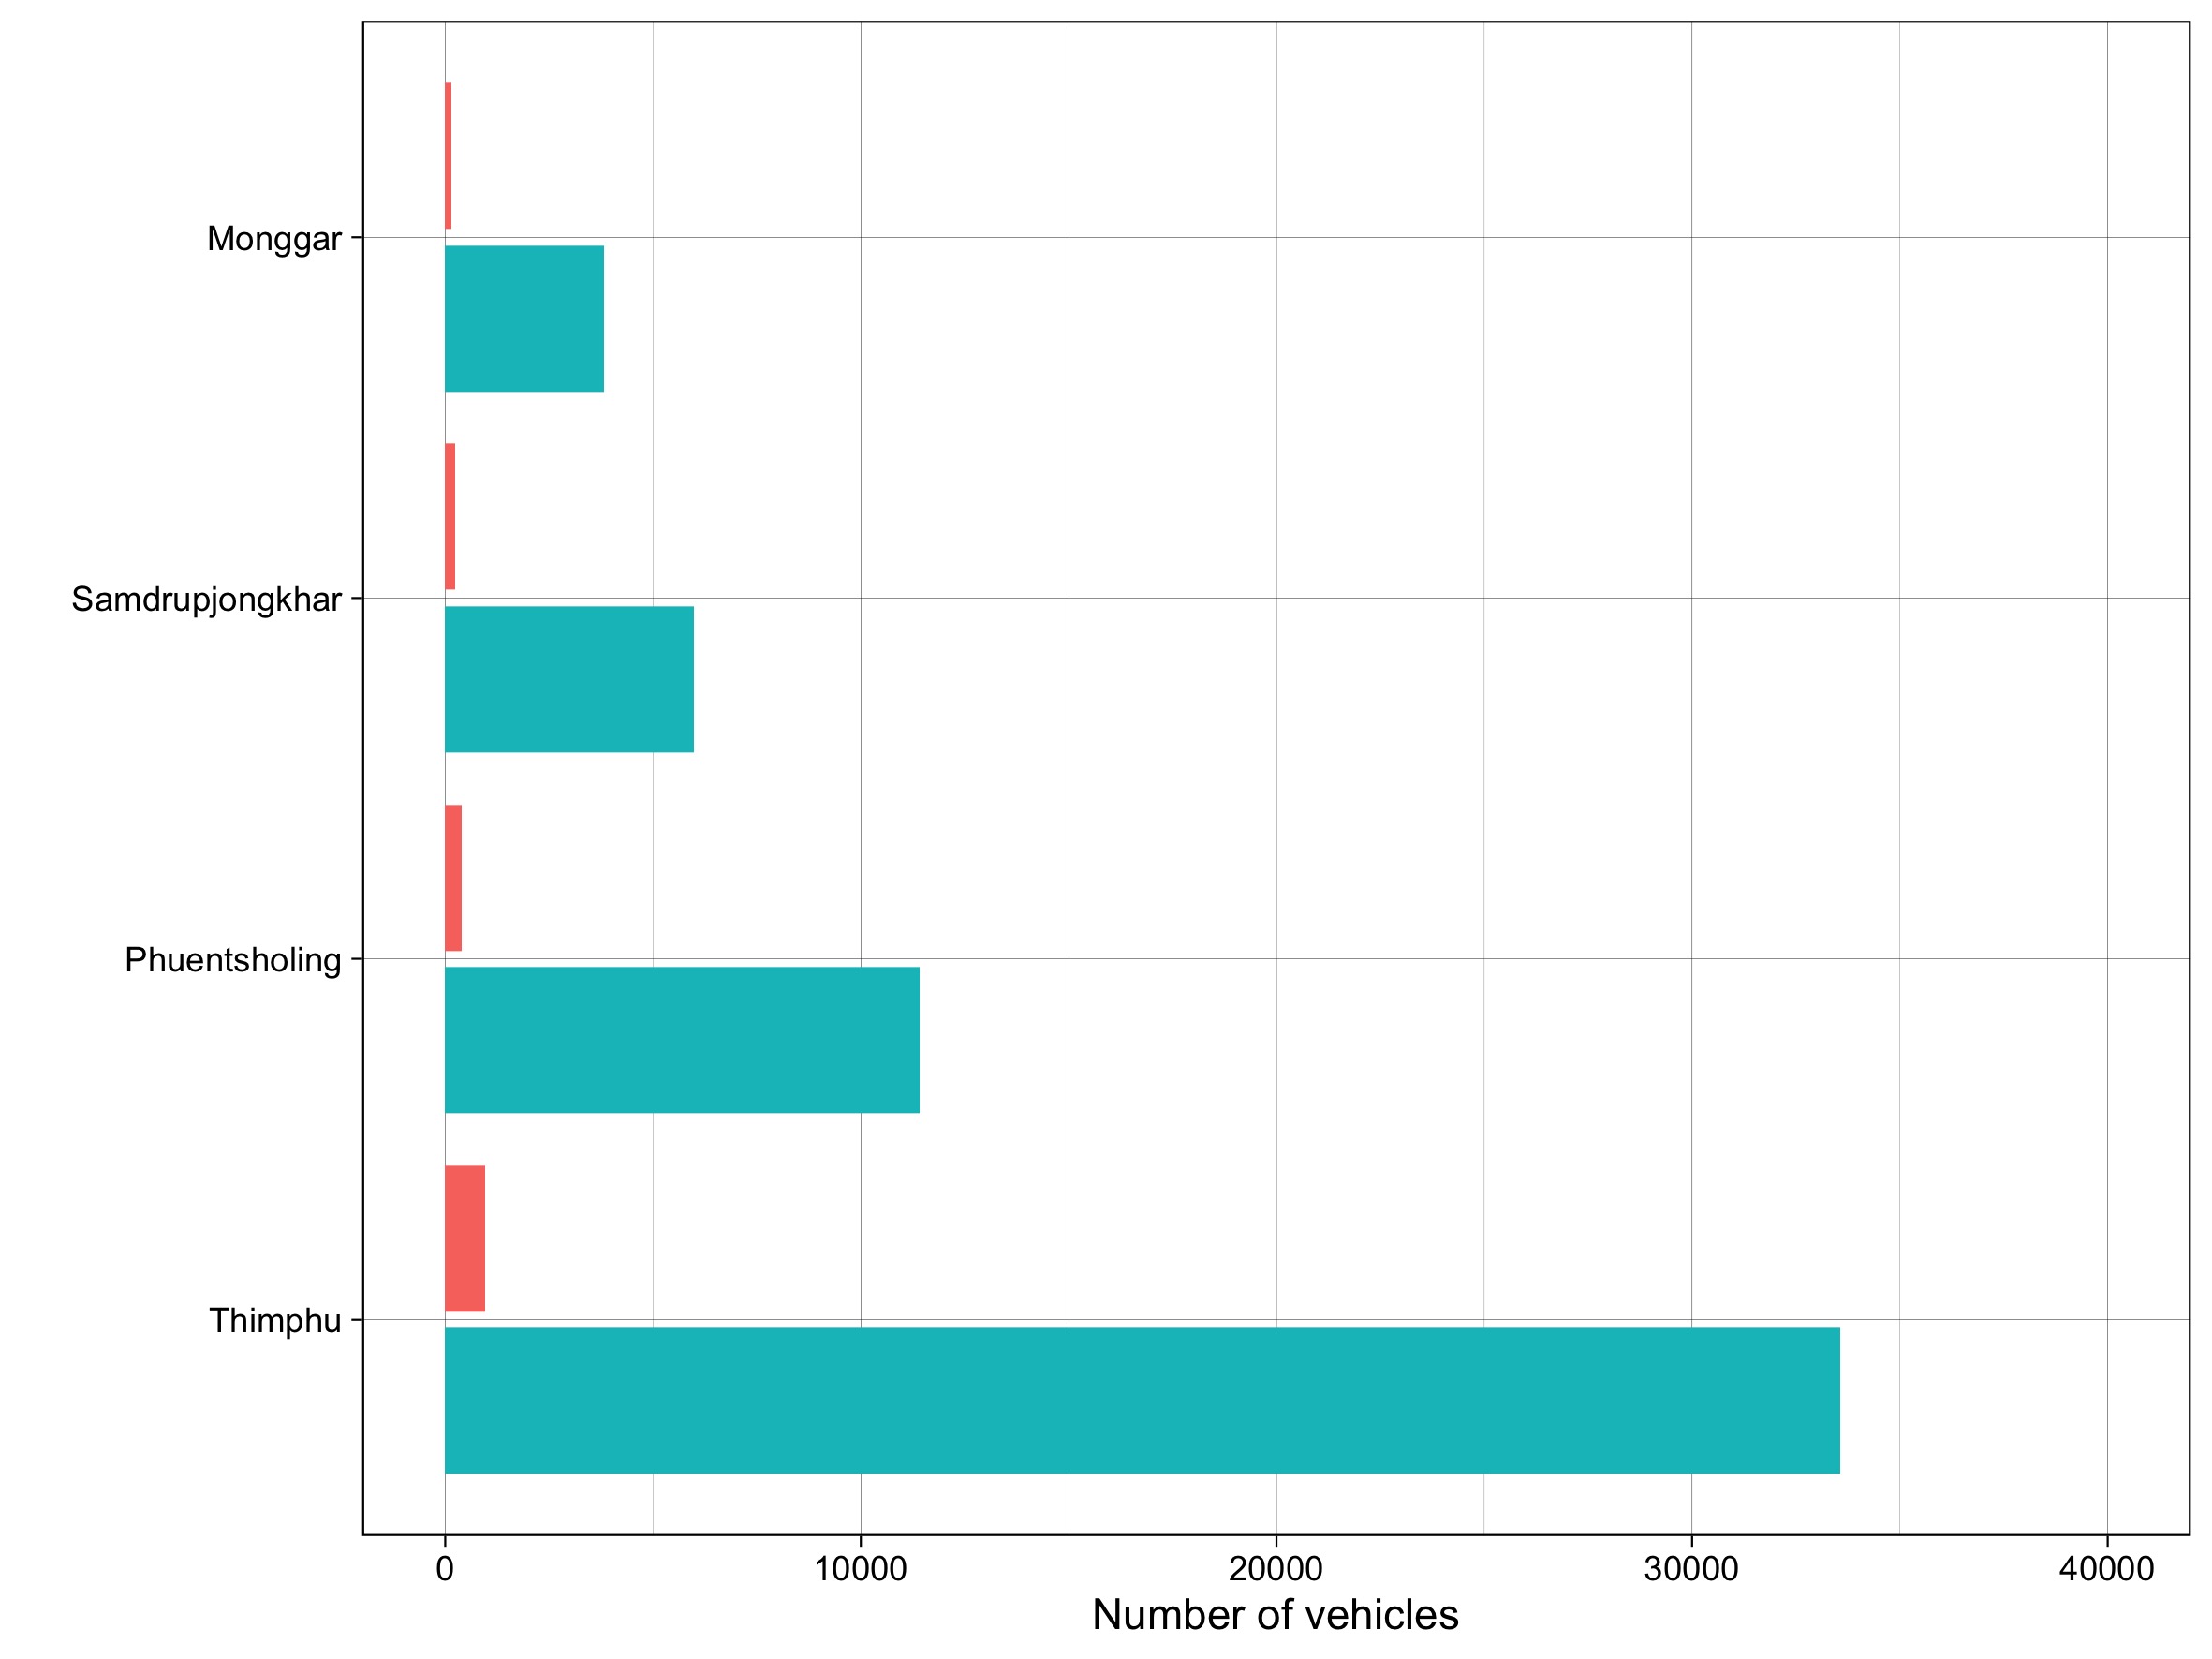 Monggar
Samdrupjongkhar
Phuentsholing
Thimphu
0 10000 20000 30000 40000
Number of vehicles